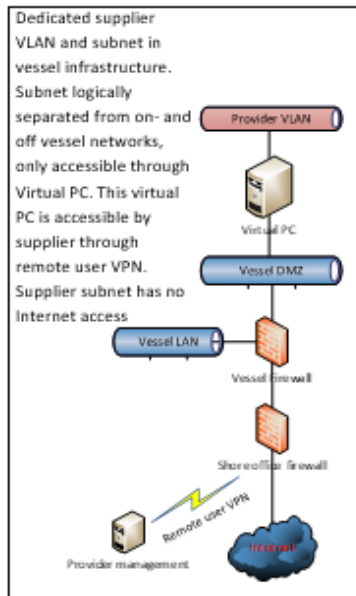 Dedicated supplier
VLAN and subnet in
vessel infrastructure.
Subnet logically
separated from on- and
off vessel networks,
only accessible through
Virtual PC. This virtual
PC is accessible by
supplier through
remote user VPN.
Supplier subnet has no
Internet access
Provider VLAN
Virtual PC
Vessel DMZ
Vessel LAN
Vessel firewall
Shore office firewall
Remote user VPN
Provider management
Internet